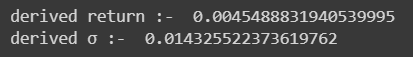 derived return :-  0.0045488831940539995
derived σ :-  0.014325522373619762